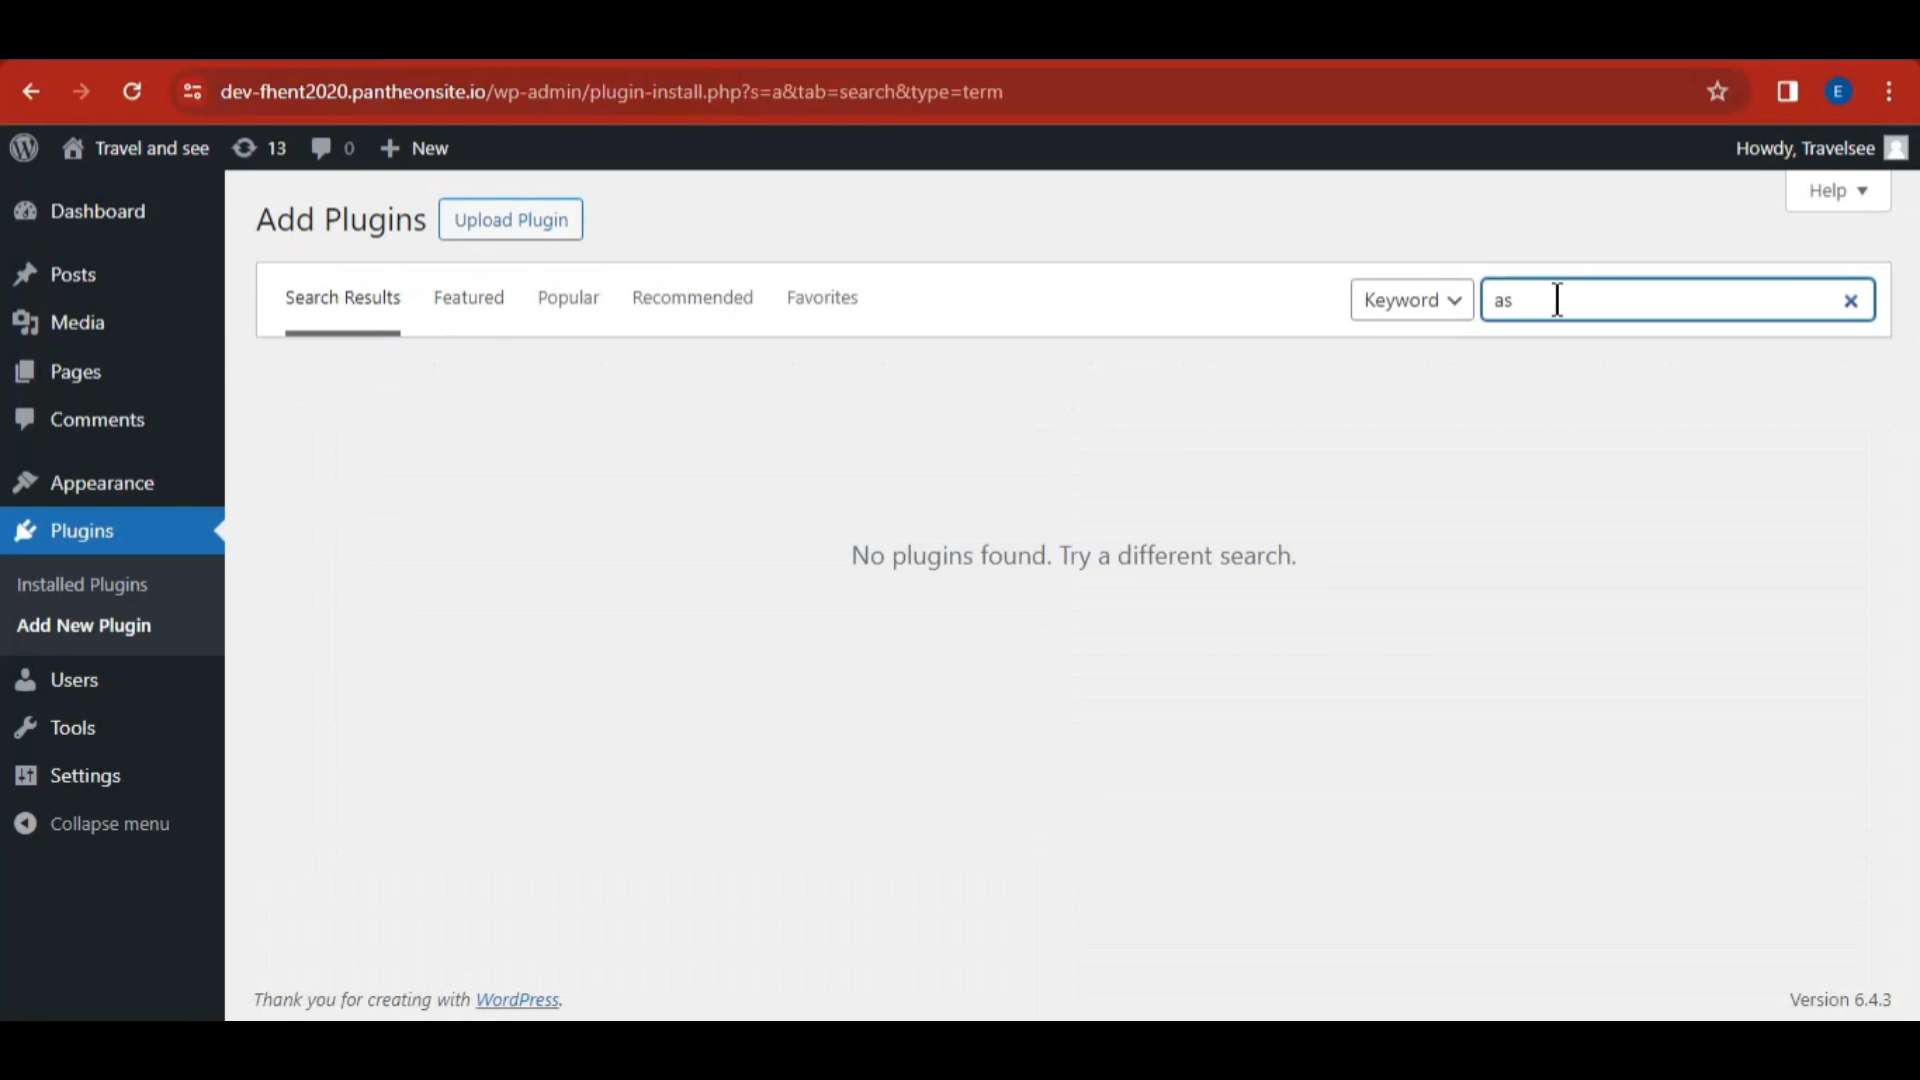 dev-fhent2020.pantheonsite.io/wp-admin/plugin-install.php?s=a&tab=search&type=term
E
Travel and see 13 0 New
Howdy, Travelsee
Help
Dashboard
Posts
Media
Pages
Comments
Appearance
Plugins
Installed Plugins
Add New Plugin
Users
Tools
Settings
Collapse menu
Add Plugins Upload Plugin
Search Results Featured Popular Recommended Favorites Keyword as
No plugins found. Try a different search.
Thank you for creating with WordPress.
Version 6.4.3